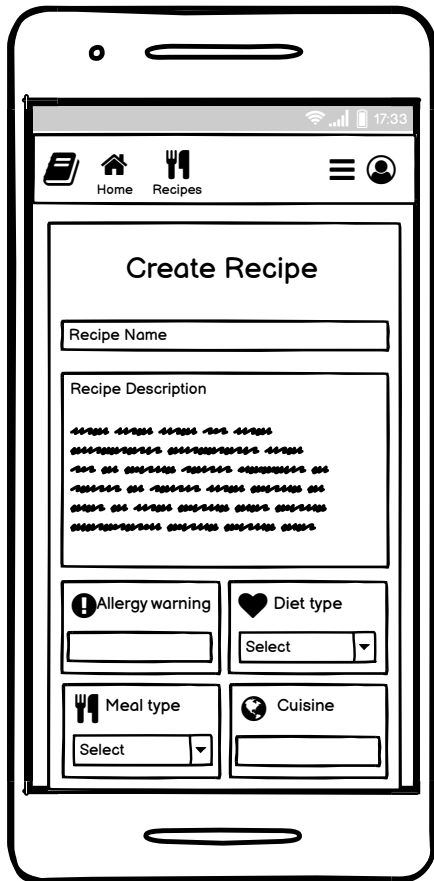 17:33
Home
Recipes
Create Recipe
Recipe Name
Recipe Description
Allergy warning
Diet type
Select
Meal type
Cuisine
Select